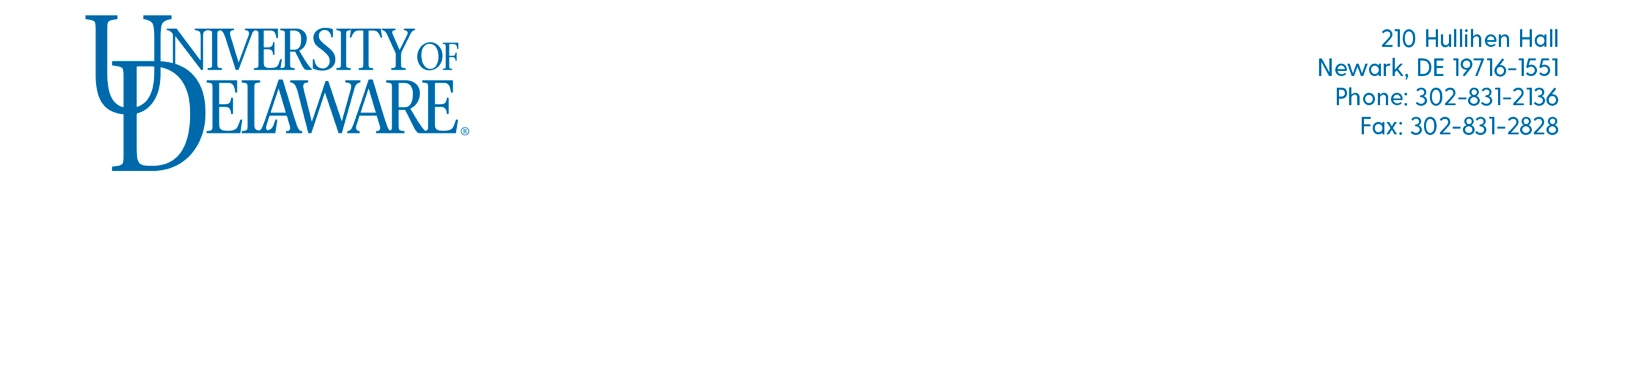 UNIVERSITY OF
DELAWARE®
210 Hullihen Hall
Newark, DE 19716-1551
Phone: 302-831-2136
Fax: 302-831-2828